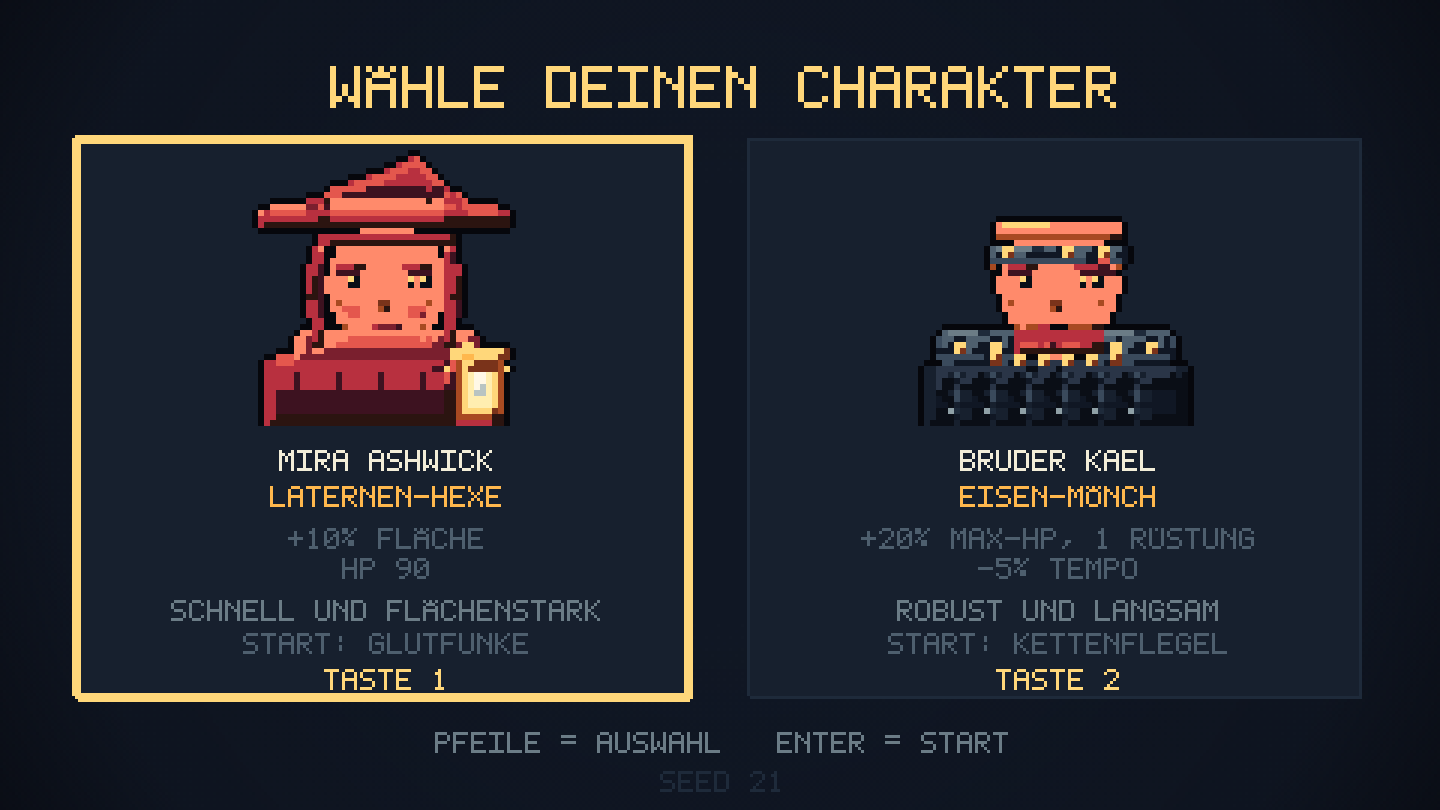 WÄHLE DEINEN CHARAKTER
MIRA ASHWICK
LATERNEN-HEXE
+10% FLÄCHE
HP 90
SCHNELL UND FLÄCHENSTARK
START: GLUTFUNKE
TASTE 1
BRUDER KAEL
EISEN-MÖNCH
+20% MAX-HP, 1 RÜSTUNG
-5% TEMPO
ROBUST UND LANGSAM
START: KETTENFLEGEL
TASTE 2
PFEILE = AUSWAHL   ENTER = START
SEED 21